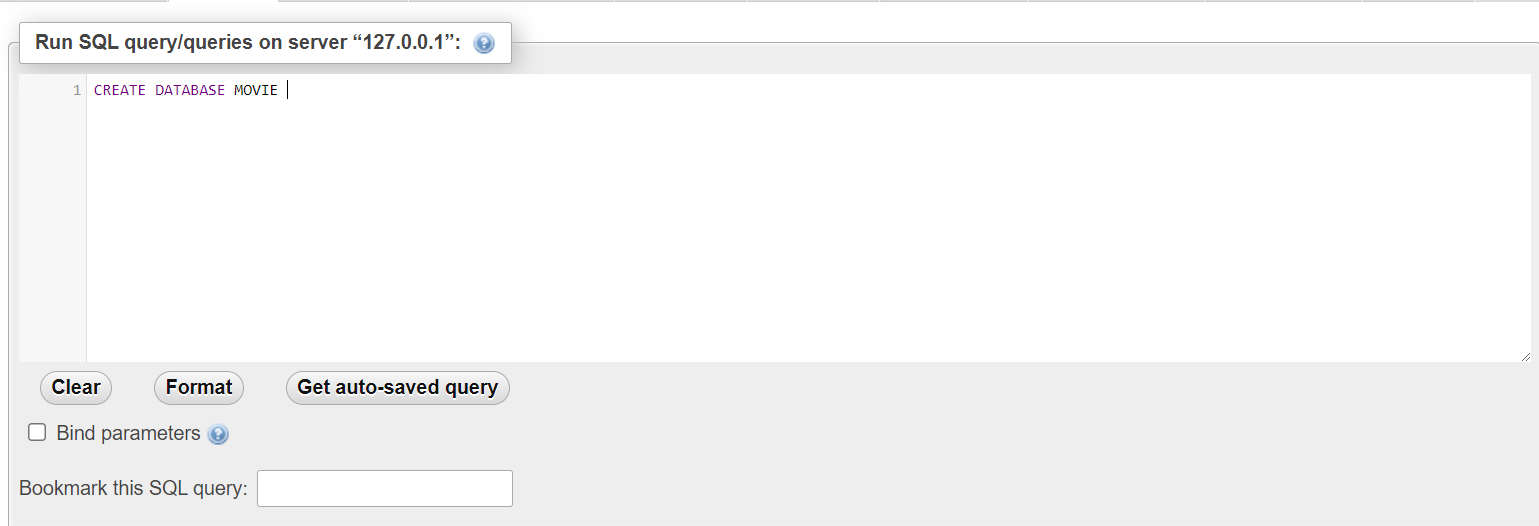 Run SQL query/queries on server “127.0.0.1”:
1 CREATE DATABASE MOVIE
Clear Format Get auto-saved query
Bind parameters
Bookmark this SQL query: